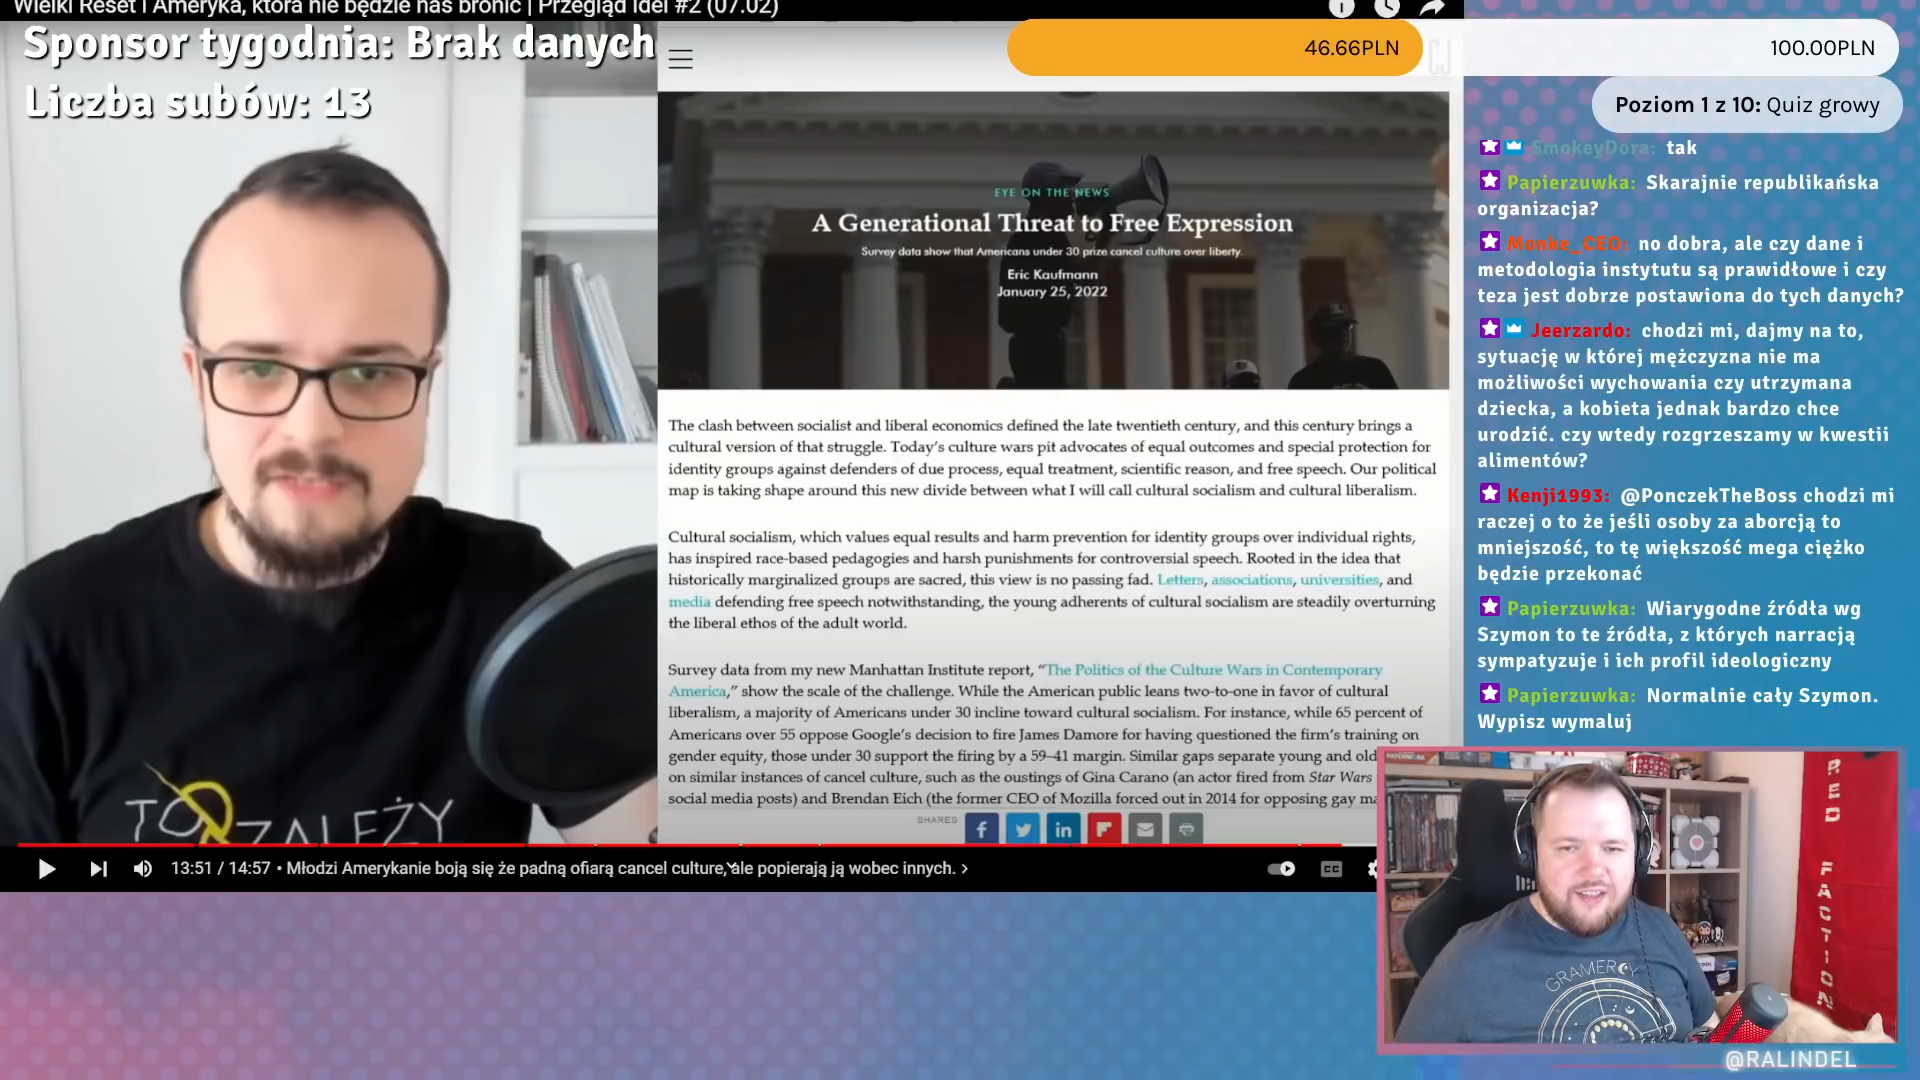 Wielki Reset i Ameryka, która nie będzie nas bronić | Przegląd Idei #2 (07.02)
Sponsor tygodnia: Brak danych
Liczba subów: 13
46.66PLN
100.00PLN
Poziom 1 z 10: Quiz growy
EYE ON THE NEWS
A Generational Threat to Free Expression
Survey data show that Americans under 30 prize cancel culture over liberty.
Eric Kaufmann
January 25, 2022
The clash between socialist and liberal economics defined the late twentieth century, and this century brings a
cultural version of that struggle. Today's culture wars pit advocates of equal outcomes and special protection for
identity groups against defenders of due process, equal treatment, scientific reason, and free speech. Our political
map is taking shape around this new divide between what I will call cultural socialism and cultural liberalism.
Cultural socialism, which values equal results and harm prevention for identity groups over individual rights,
has inspired race-based pedagogies and harsh punishments for controversial speech. Rooted in the idea that
historically marginalized groups are sacred, this view is no passing fad. Letters, associations, universities, and
media defending free speech notwithstanding, the young adherents of cultural socialism are steadily overturning
the liberal ethos of the adult world.
Survey data from my new Manhattan Institute report, “The Politics of the Culture Wars in Contemporary
America,” show the scale of the challenge. While the American public leans two-to-one in favor of cultural
liberalism, a majority of Americans under 30 incline toward cultural socialism. For instance, while 65 percent of
Americans over 55 oppose Google's decision to fire James Damore for having questioned the firm's training on
gender equity, those under 30 support the firing by a 59–41 margin. Similar gaps separate young and old
on similar instances of cancel culture, such as the oustings of Gina Carano (an actor fired from Star Wars
social media posts) and Brendan Eich (the former CEO of Mozilla forced out in 2014 for opposing gay
SHARES
TO ZALEŻY
13:51 / 14:57 • Młodzi Amerykanie boją się że padną ofiarą cancel culture, ale popierają ją wobec innych. ›
CC
SmokeyDora: tak
Papierzuwka: Skarajnie republikańska
organizacja?
Monke_CEO: no dobra, ale czy dane i
metodologia instytutu są prawidłowe i czy
teza jest dobrze postawiona do tych danych?
Jeerzardo: chodzi mi, dajmy na to,
sytuację w której mężczyzna nie ma
możliwości wychowania czy utrzymana
dziecka, a kobieta jednak bardzo chce
urodzić. czy wtedy rozgrzeszamy w kwestii
alimentów?
Kenji1993: @PonczekTheBoss chodzi mi
raczej o to że jeśli osoby za aborcją to
mniejszość, to tę większość mega ciężko
będzie przekonać
Papierzuwka: Wiarygodne źródła wg
Szymon to te źródła, z których narracją
sympatyzuje i ich profil ideologiczny
Papierzuwka: Normalnie cały Szymon.
Wypisz wymaluj
RED FACTION
GRAMERCY
@RALINDEL